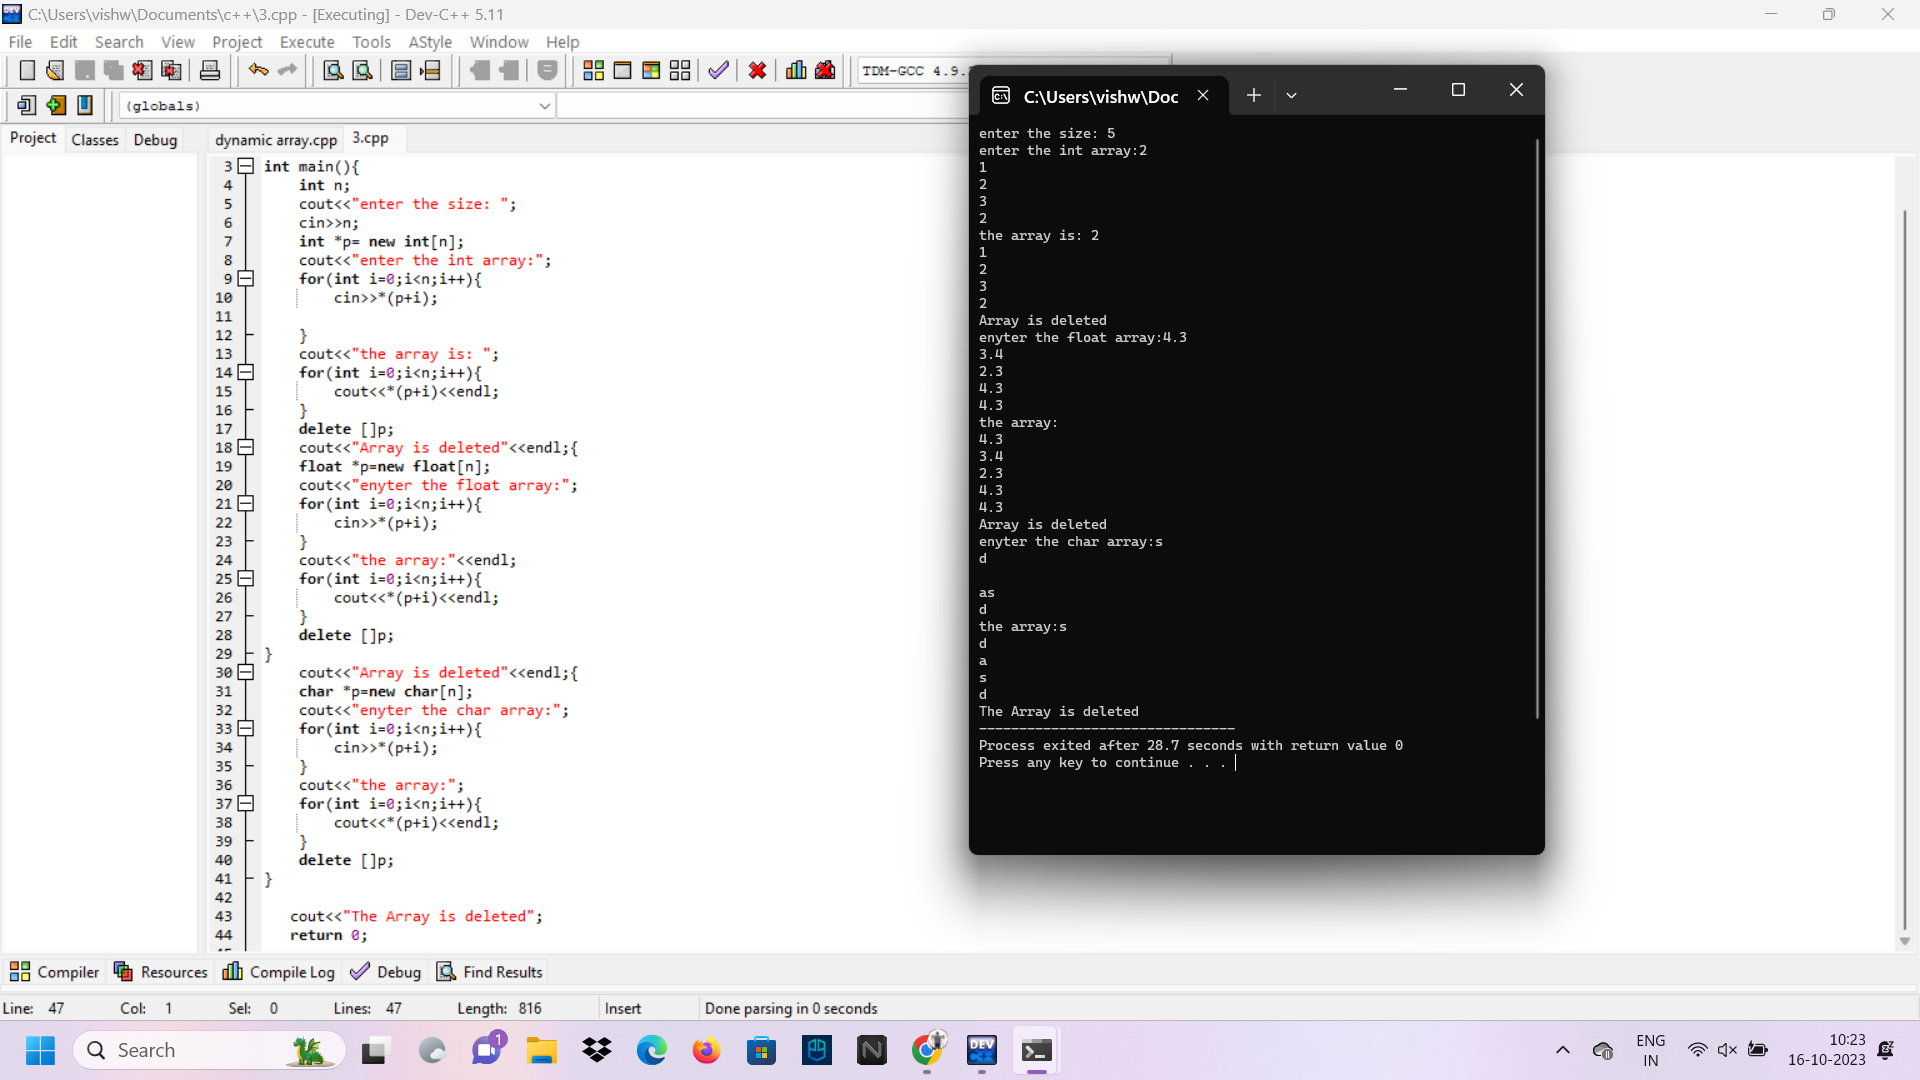 C:\Users\vishw\Documents\c++\3.cpp - [Executing] - Dev-C++ 5.11
File Edit Search View Project Execute Tools AStyle Window Help
TDM-GCC 4.9.
(globals)
Project Classes Debug
dynamic array.cpp 3.cpp
3 int main(){
4 int n;
5 cout<<"enter the size: ";
6 cin>>n;
7 int *p= new int[n];
8 cout<<"enter the int array:";
9 for(int i=0;i<n;i++){
10 cin>>*(p+i);
11
12 }
13 cout<<"the array is: ";
14 for(int i=0;i<n;i++){
15 cout<<*(p+i)<<endl;
16 }
17 delete []p;
18 cout<<"Array is deleted"<<endl;{
19 float *p=new float[n];
20 cout<<"enyter the float array:";
21 for(int i=0;i<n;i++){
22 cin>>*(p+i);
23 }
24 cout<<"the array:"<<endl;
25 for(int i=0;i<n;i++){
26 cout<<*(p+i)<<endl;
27 }
28 delete []p;
29 }
30 cout<<"Array is deleted"<<endl;{
31 char *p=new char[n];
32 cout<<"enyter the char array:";
33 for(int i=0;i<n;i++){
34 cin>>*(p+i);
35 }
36 cout<<"the array:";
37 for(int i=0;i<n;i++){
38 cout<<*(p+i)<<endl;
39 }
40 delete []p;
41 }
42
43 cout<<"The Array is deleted";
44 return 0;
C:\Users\vishw\Doc
enter the size: 5
enter the int array:2
1
2
3
2
the array is: 2
1
2
3
2
Array is deleted
enyter the float array:4.3
3.4
2.3
4.3
4.3
the array:
4.3
3.4
2.3
4.3
4.3
Array is deleted
enyter the char array:s
d
as
d
the array:s
d
a
s
d
The Array is deleted
--------------------------------
Process exited after 28.7 seconds with return value 0
Press any key to continue . . .
Compiler Resources Compile Log Debug Find Results
Line: 47 Col: 1 Sel: 0 Lines: 47 Length: 816 Insert Done parsing in 0 seconds
Search
1
DEV C++
ENG
IN
10:23
16-10-2023